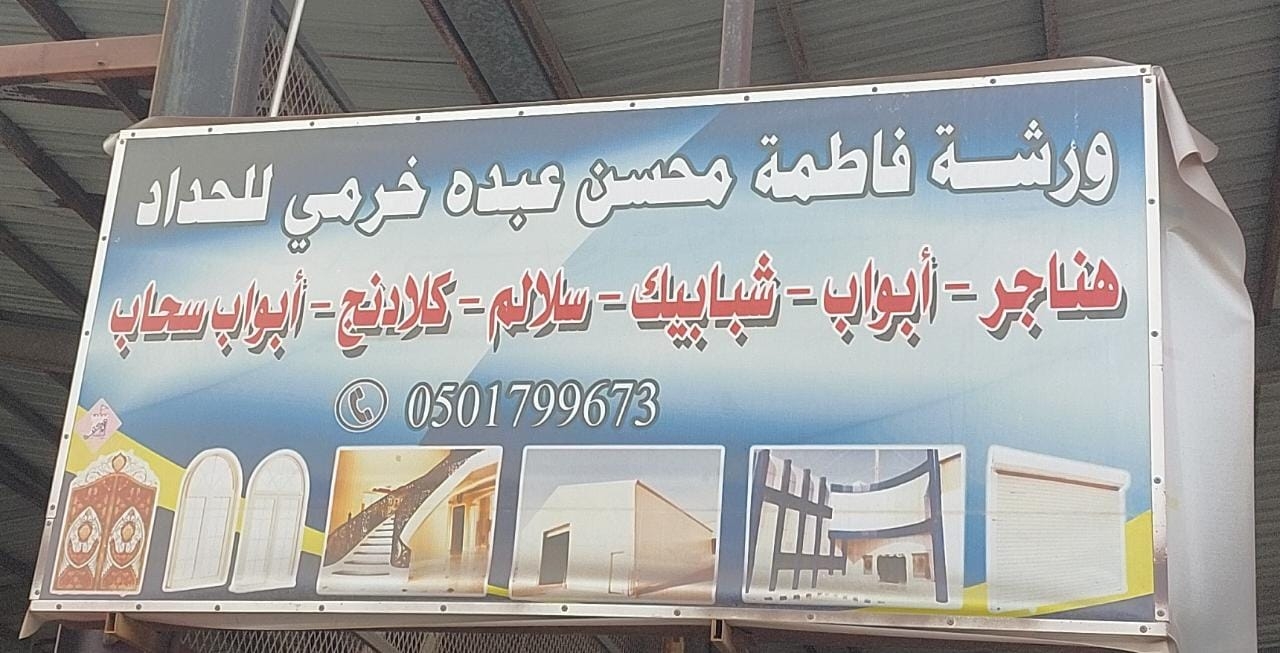 ورشة فاطمة محسن عبده خرمي للحداد
هناجر - أبواب - شبابيك - سلالم - كلادنج - أبواب سحاب
0501799673